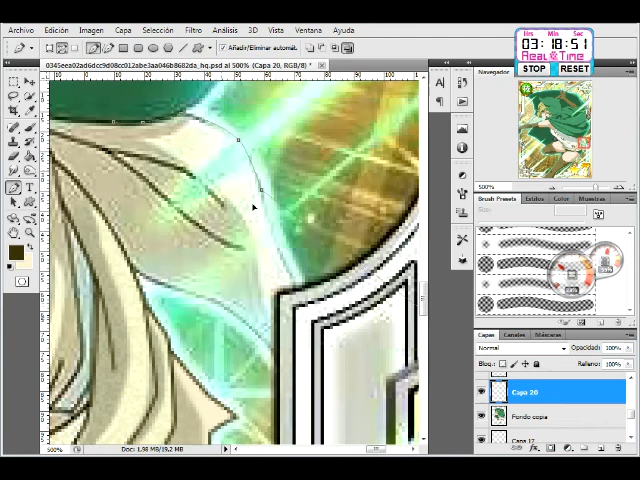 Hrs Min Sec
03:18:51
Real & Time
STOP RESET
Archivo Edición Imagen Capa Selección Filtro Análisis 3D Vista Ventana Ayuda
Añadir/Eliminar automát.
0345eea02ad6dcc9d08cc012abe3aa046b8682da_hq.psd al 500% (Capa 20, RGB/8) *
Navegador
500%
Brush Presets Estilos Color Muestras
Capas Canales Máscaras
Normal Opacidad: 100%
Bloq.: Relleno: 100%
Capa 20
Fondo copia
Capa 17
500% Doc: 1,98 MB/19,2 MB